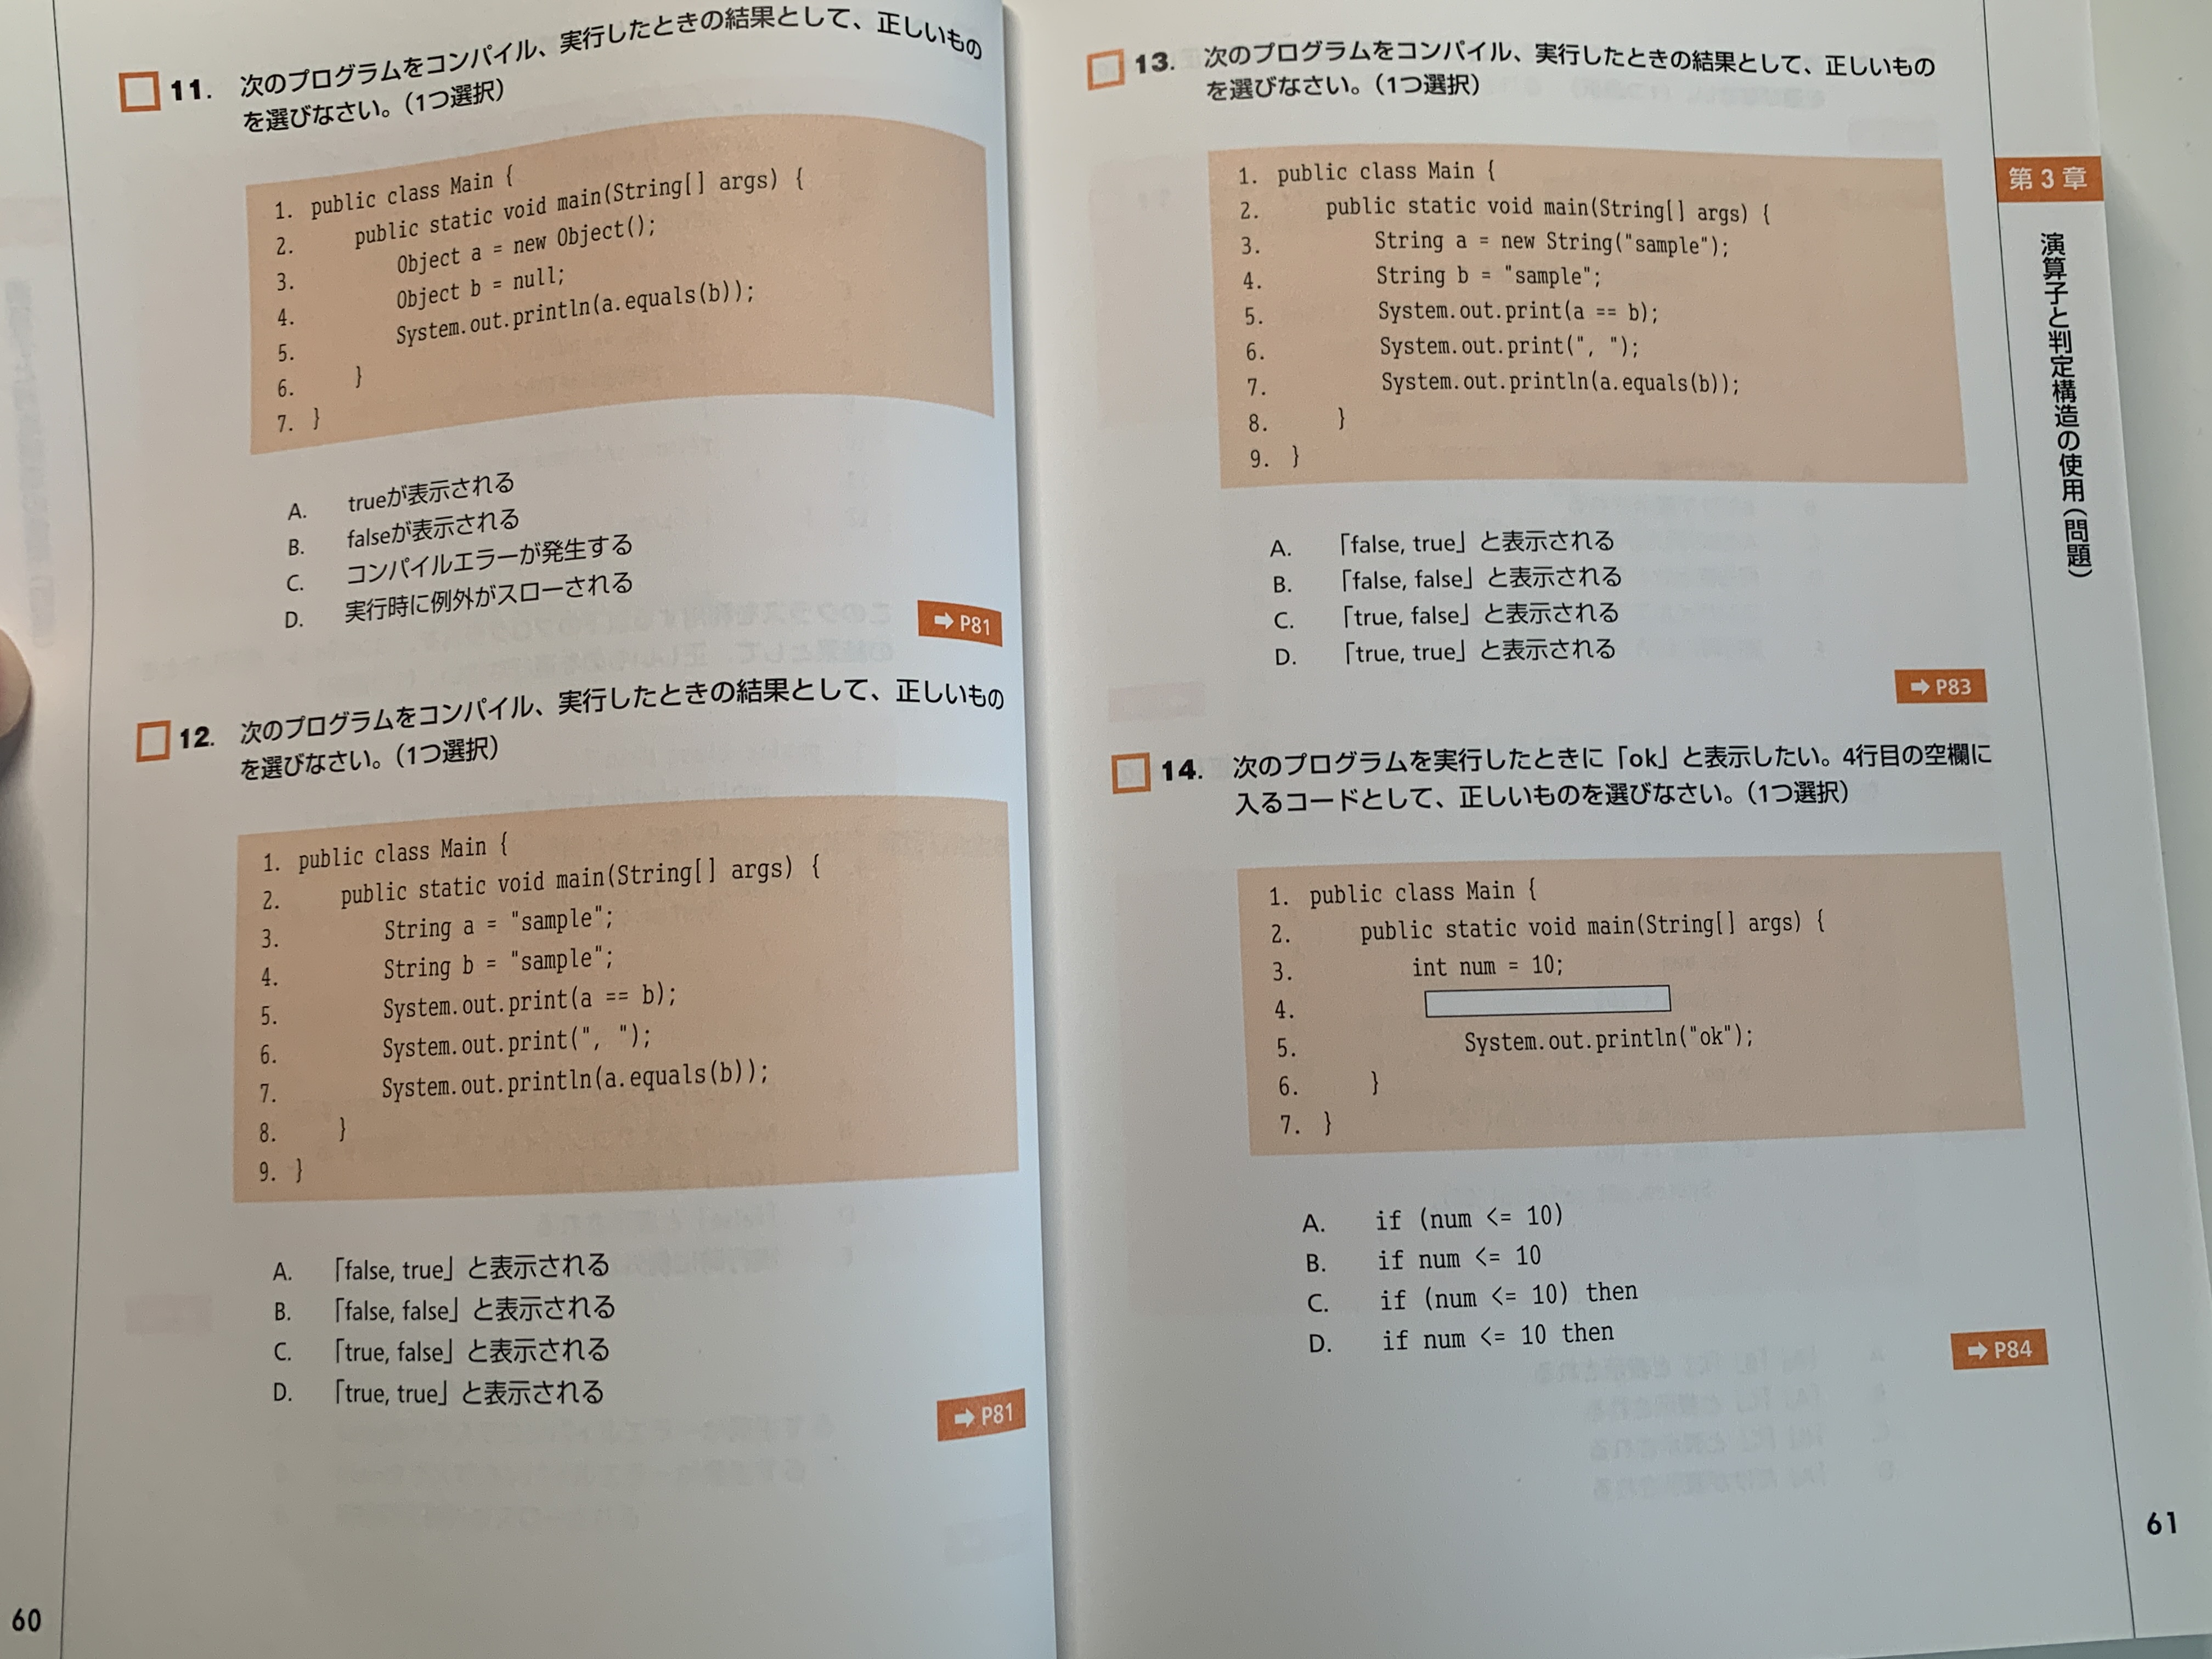 11. 次のプログラムをコンパイル、実行したときの結果として、正しいもの
を選びなさい。（1つ選択）
1. public class Main {
2. public static void main(String[] args) {
3. Object a = new Object();
4. Object b = null;
5. System.out.println(a.equals(b));
6. }
7. }
A. trueが表示される
B. falseが表示される
C. コンパイルエラーが発生する
D. 実行時に例外がスローされる
➡ P81
12. 次のプログラムをコンパイル、実行したときの結果として、正しいもの
を選びなさい。（1つ選択）
1. public class Main {
2. public static void main(String[] args) {
3. String a = "sample";
4. String b = "sample";
5. System.out.print(a == b);
6. System.out.print(", ");
7. System.out.println(a.equals(b));
8. }
9. }
A. 「false, true」と表示される
B. 「false, false」と表示される
C. 「true, false」と表示される
D. 「true, true」と表示される
➡ P81
60
13. 次のプログラムをコンパイル、実行したときの結果として、正しいもの
を選びなさい。（1つ選択）
1. public class Main {
2. public static void main(String[] args) {
3. String a = new String("sample");
4. String b = "sample";
5. System.out.print(a == b);
6. System.out.print(", ");
7. System.out.println(a.equals(b));
8. }
9. }
A. 「false, true」と表示される
B. 「false, false」と表示される
C. 「true, false」と表示される
D. 「true, true」と表示される
➡ P83
14. 次のプログラムを実行したときに「ok」と表示したい。4行目の空欄に
入るコードとして、正しいものを選びなさい。（1つ選択）
1. public class Main {
2. public static void main(String[] args) {
3. int num = 10;
4.
5. System.out.println("ok");
6. }
7. }
A. if (num <= 10)
B. if num <= 10
C. if (num <= 10) then
D. if num <= 10 then
➡ P84
第3章
演算子と判定構造の使用（問題）
61